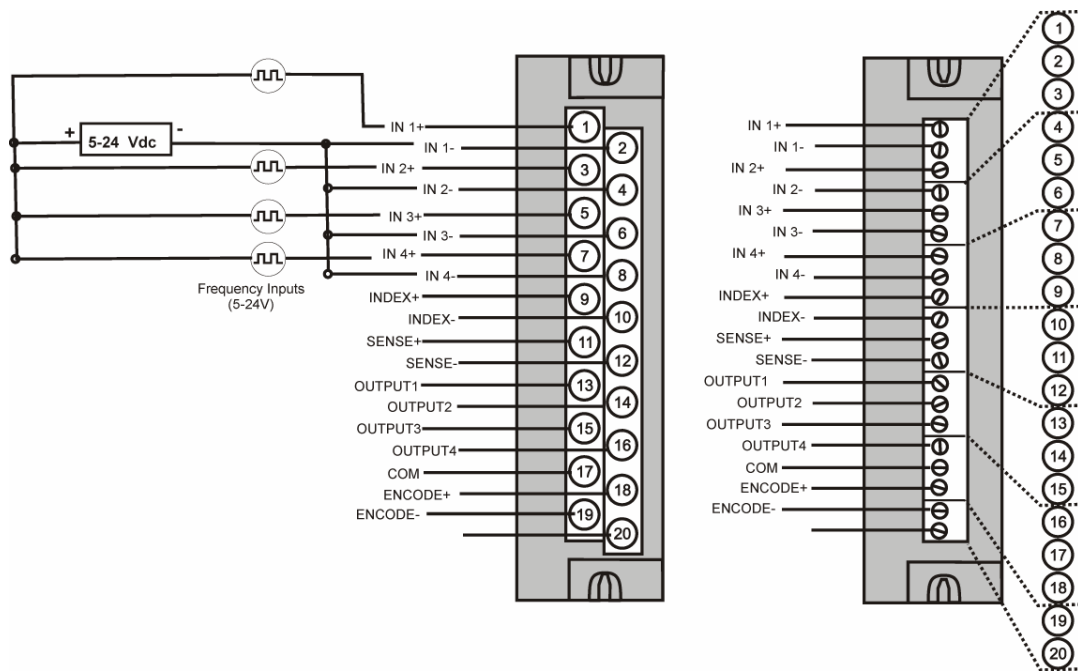 + 5-24 Vdc -
Frequency Inputs
(5-24V)
IN 1+
IN 1-
IN 2+
IN 2-
IN 3+
IN 3-
IN 4+
IN 4-
INDEX+
INDEX-
SENSE+
SENSE-
OUTPUT1
OUTPUT2
OUTPUT3
OUTPUT4
COM
ENCODE+
ENCODE-
1
2
3
4
5
6
7
8
9
10
11
12
13
14
15
16
17
18
19
20
IN 1+
IN 1-
IN 2+
IN 2-
IN 3+
IN 3-
IN 4+
IN 4-
INDEX+
INDEX-
SENSE+
SENSE-
OUTPUT1
OUTPUT2
OUTPUT3
OUTPUT4
COM
ENCODE+
ENCODE-
1
2
3
4
5
6
7
8
9
10
11
12
13
14
15
16
17
18
19
20